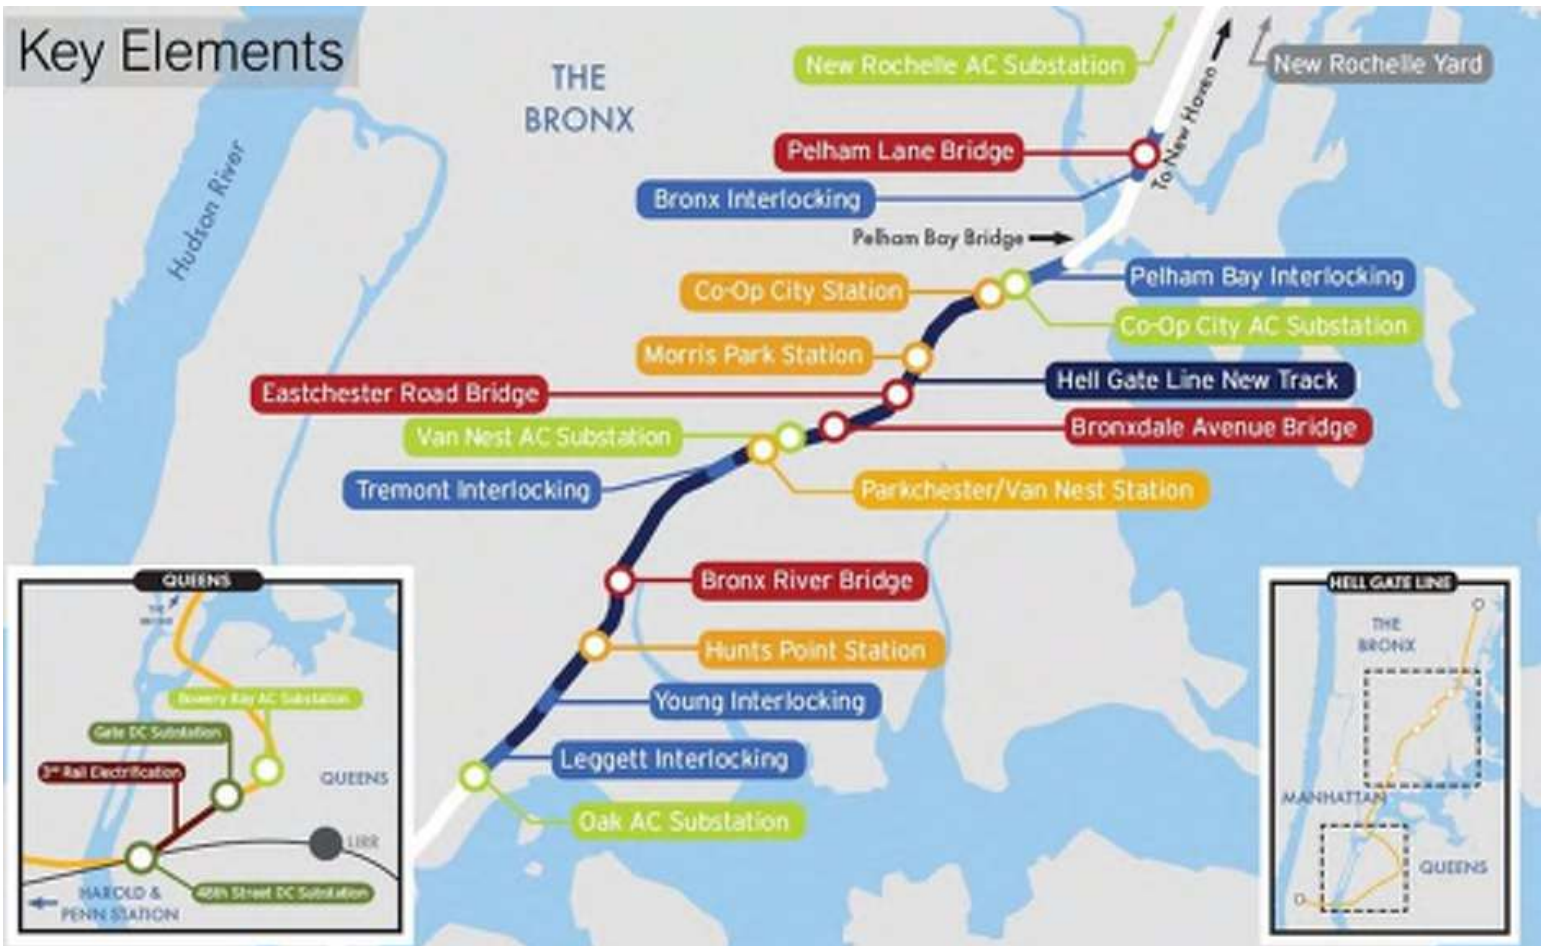 Key Elements
THE
BRONX
Hudson River
New Rochelle AC Substation
New Rochelle Yard
To New Haven
Pelham Lane Bridge
Bronx Interlocking
Pelham Bay Bridge
Pelham Bay Interlocking
Co-Op City Station
Co-Op City AC Substation
Morris Park Station
Hell Gate Line New Track
Eastchester Road Bridge
Bronxdale Avenue Bridge
Van Nest AC Substation
Tremont Interlocking
Parkchester/Van Nest Station
Bronx River Bridge
Hunts Point Station
Young Interlocking
Leggett Interlocking
Oak AC Substation
QUEENS
THE
BRONX
Bowery Bay AC Substation
Gate DC Substation
3rd Rail Electrification
QUEENS
LIRR
48th Street DC Substation
HAROLD &
PENN STATION
HELL GATE LINE
THE
BRONX
MANHATTAN
QUEENS